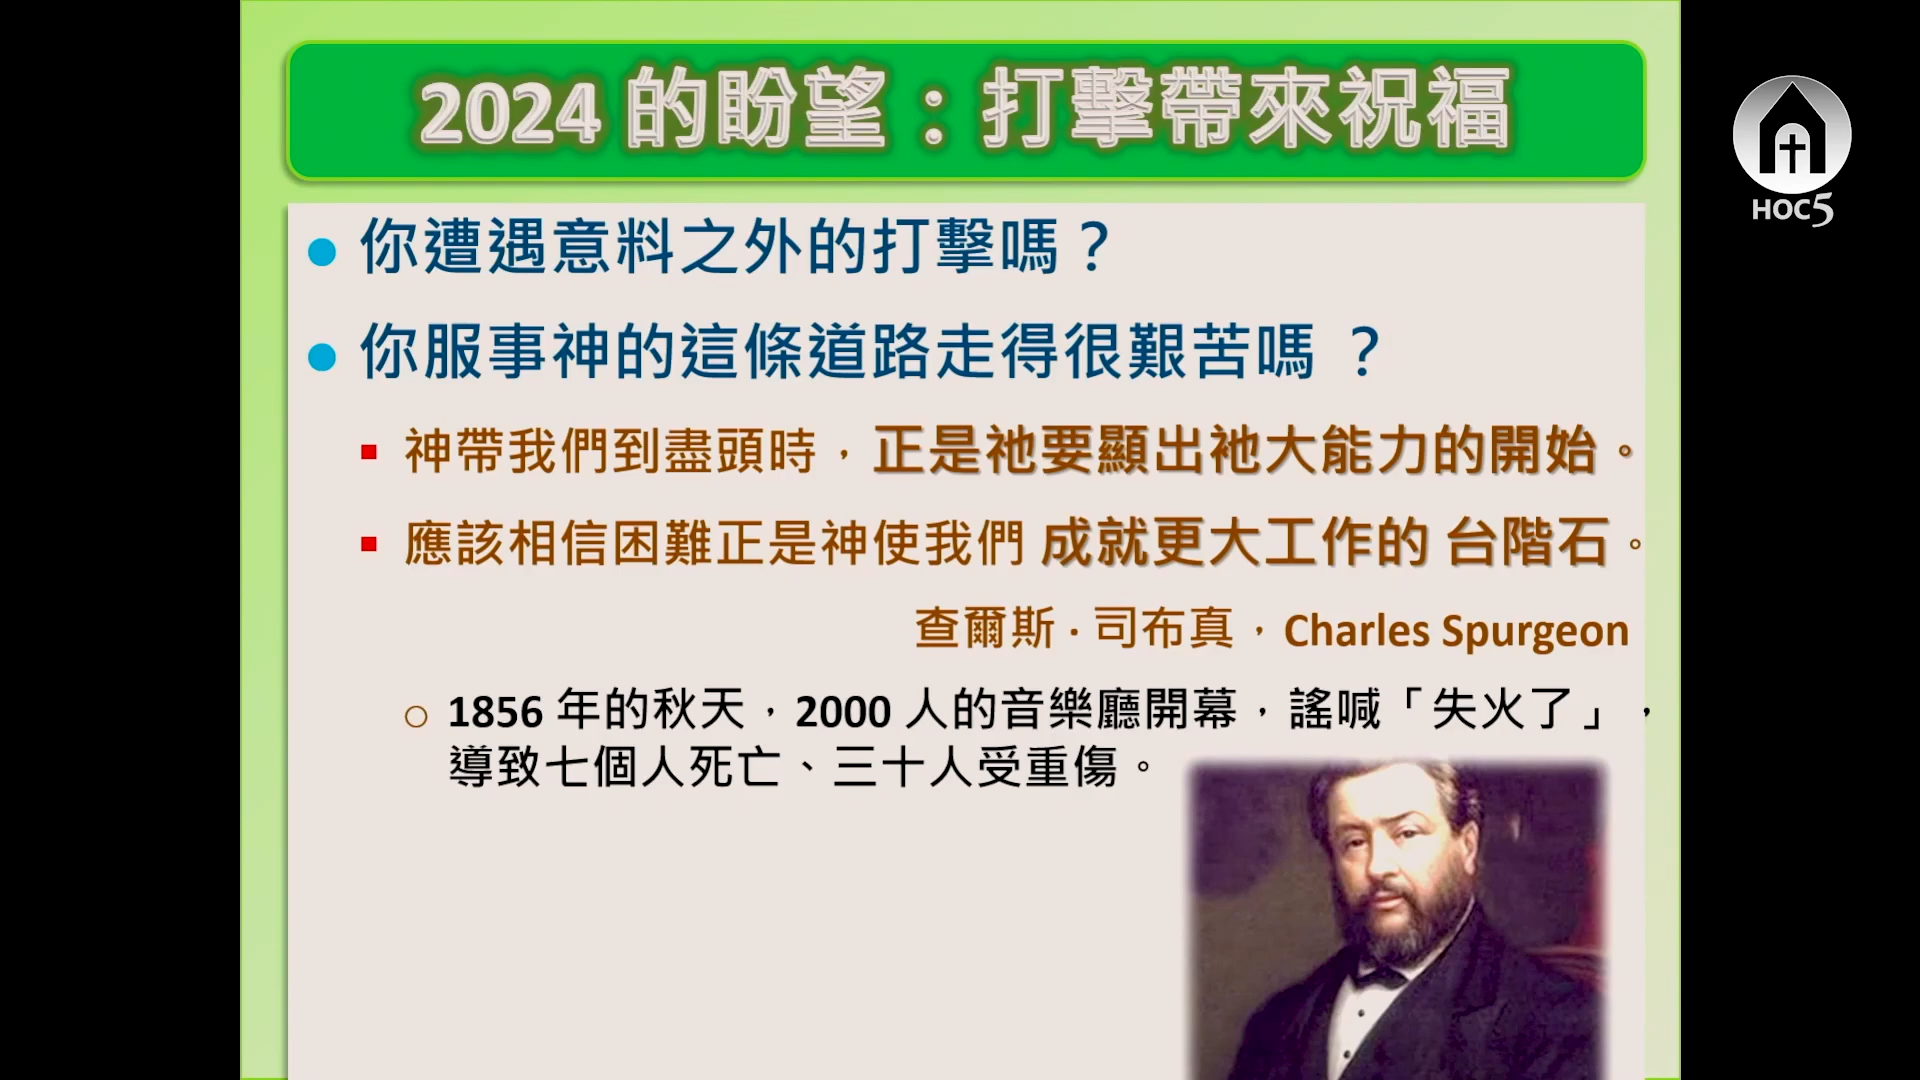 2024 的盼望：打擊帶來祝福
HOC5
你遭遇意料之外的打擊嗎？
你服事神的這條道路走得很艱苦嗎 ？
神帶我們到盡頭時，正是祂要顯出祂大能力的開始。
應該相信困難正是神使我們 成就更大工作的 台階石。
查爾斯．司布真，Charles Spurgeon
1856 年的秋天，2000 人的音樂廳開幕，謠喊「失火了」，
導致七個人死亡、三十人受重傷。